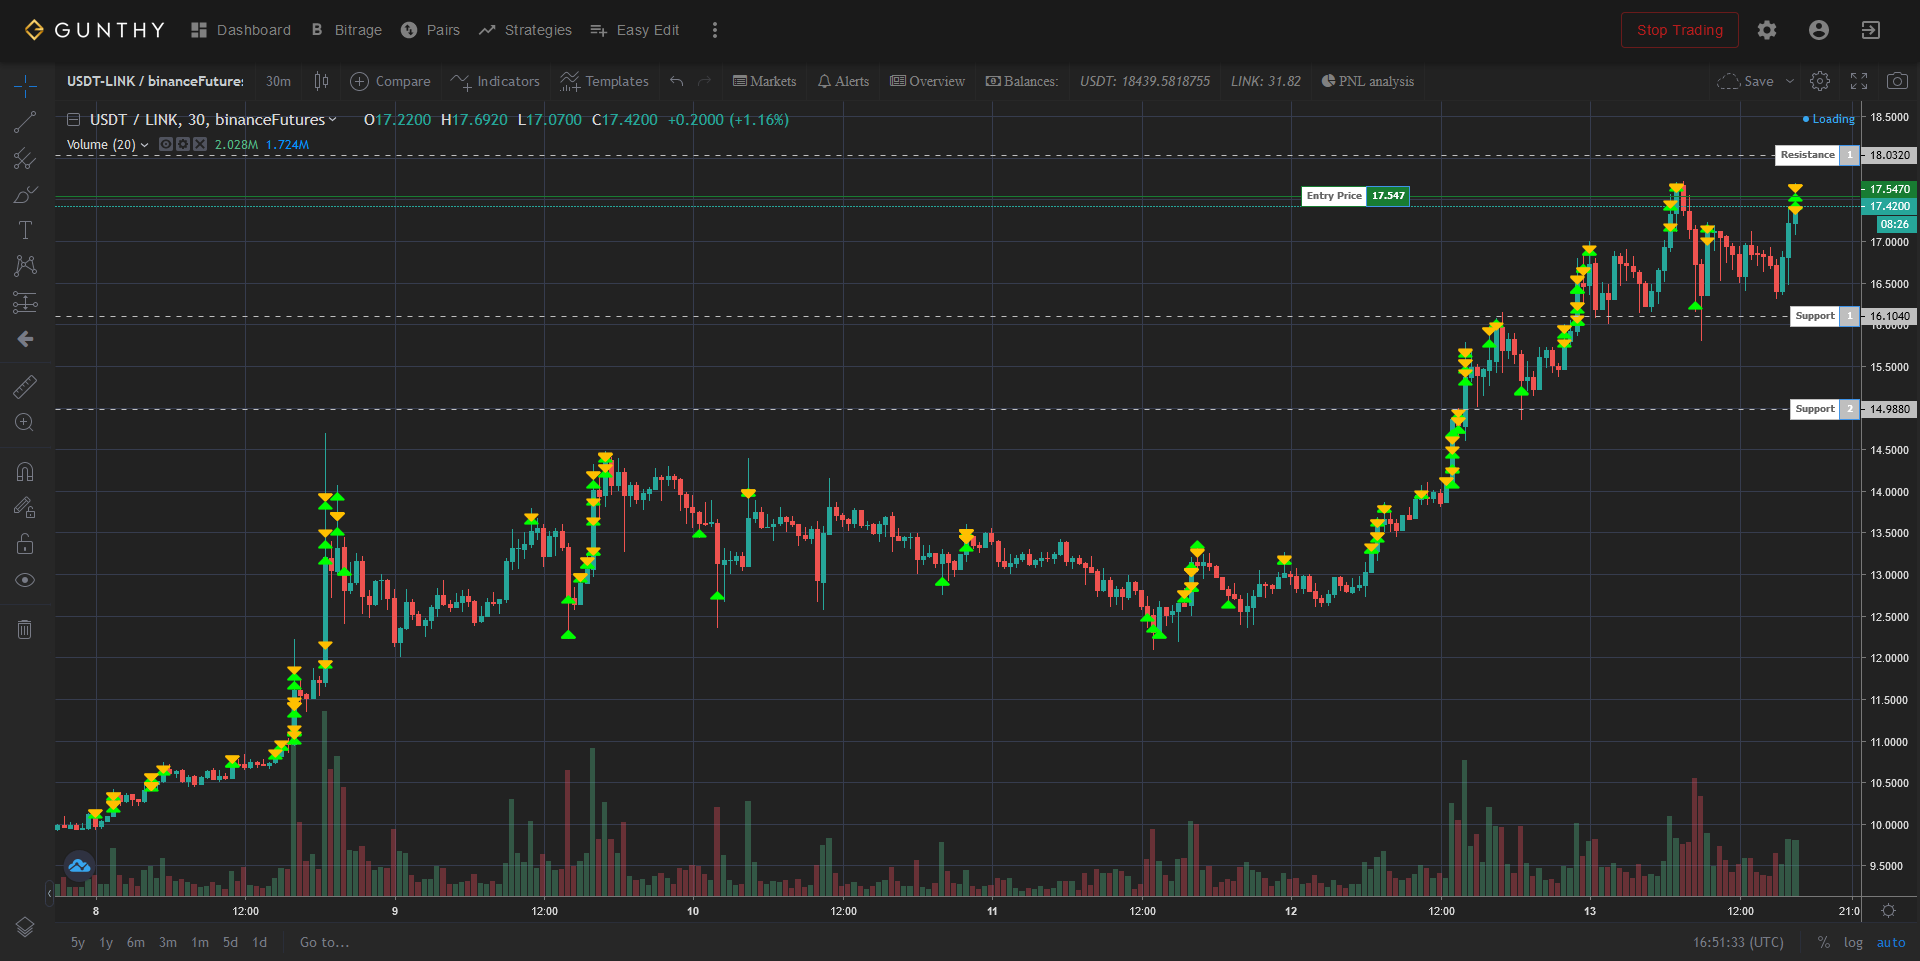 GUNTHY Dashboard Bitrage Pairs Strategies Easy Edit Stop Trading
USDT-LINK / binanceFutures 30m Compare Indicators Templates Markets Alerts Overview Balances: USDT: 18439.5818755 LINK: 31.82 PNL analysis Save
USDT / LINK, 30, binanceFutures O17.2200 H17.6920 L17.0700 C17.4200 +0.2000 (+1.16%)
Loading
Volume (20) 2.028M 1.724M
18.5000
Resistance 1 18.0320
Entry Price 17.547
17.5470
17.4200
08:26
17.0000
16.5000
Support 1 16.1040
16.0000
15.5000
Support 2 14.9880
14.5000
14.0000
13.5000
13.0000
12.5000
12.0000
11.5000
11.0000
10.5000
10.0000
9.5000
8 12:00 9 12:00 10 12:00 11 12:00 12 12:00 13 12:00 21:0
5y 1y 6m 3m 1m 5d 1d Go to... 16:51:33 (UTC) % log auto